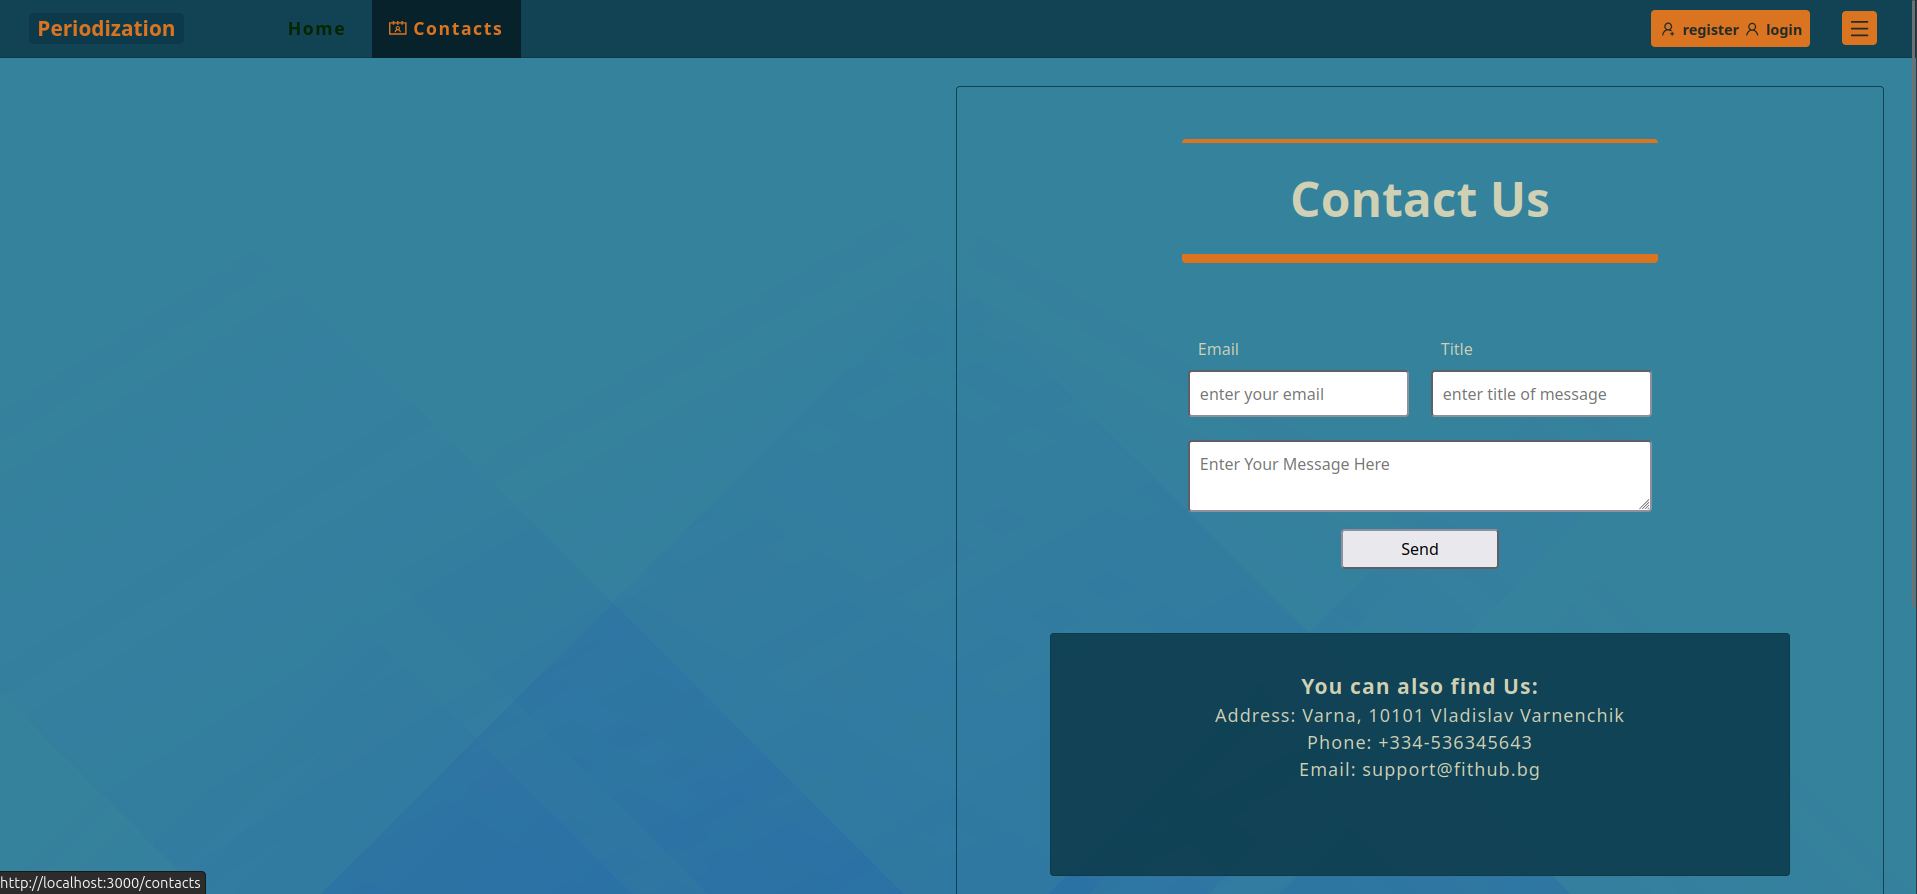 Periodization Home Contacts register login
Contact Us
Email Title
enter your email enter title of message
Enter Your Message Here
Send
You can also find Us:
Address: Varna, 10101 Vladislav Varnenchik
Phone: +334-536345643
Email: support@fithub.bg
http://localhost:3000/contacts